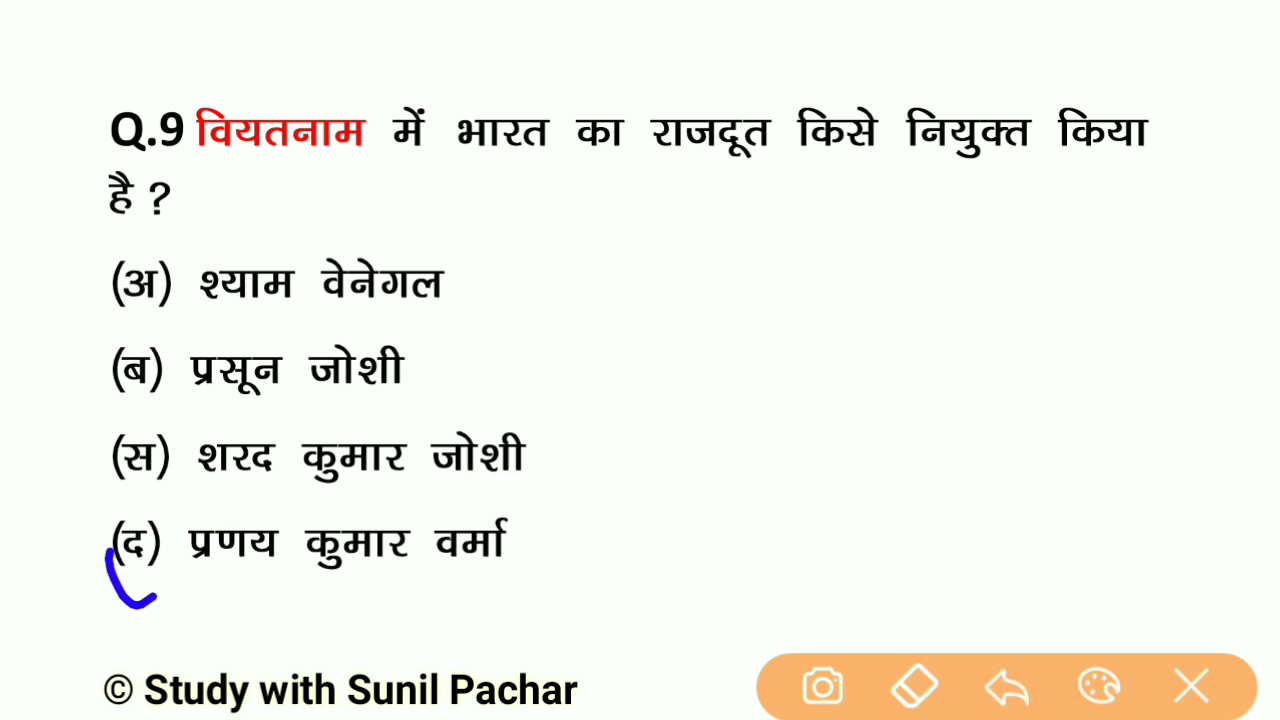 Q.9 वियतनाम में भारत का राजदूत किसे नियुक्त किया
है ?
(अ) श्याम वेनेगल
(ब) प्रसून जोशी
(स) शरद कुमार जोशी
(द) प्रणय कुमार वर्मा
© Study with Sunil Pachar